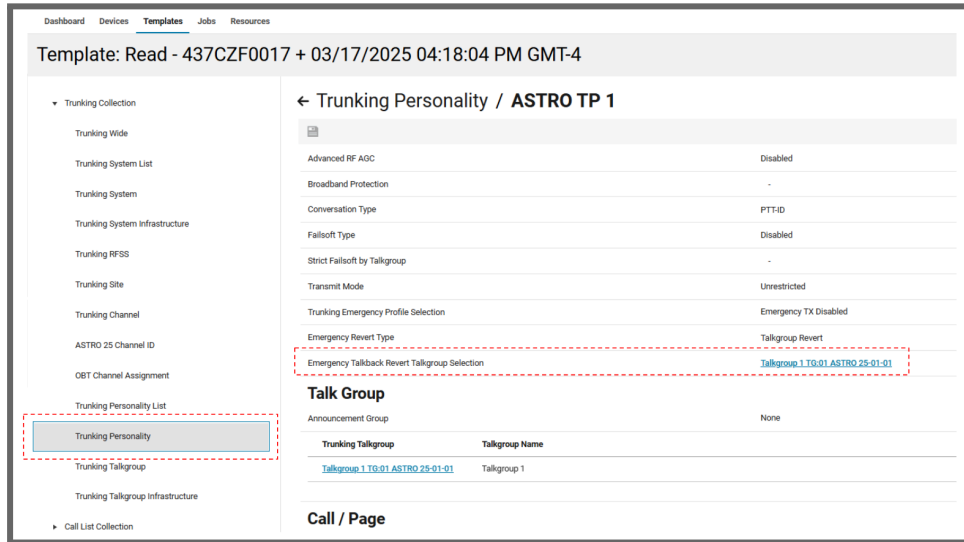 Dashboard Devices Templates Jobs Resources
Template: Read - 437CZF0017 + 03/17/2025 04:18:04 PM GMT-4
Trunking Collection
Trunking Wide
Trunking System List
Trunking System
Trunking System Infrastructure
Trunking RFSS
Trunking Site
Trunking Channel
ASTRO 25 Channel ID
OBT Channel Assignment
Trunking Personality List
Trunking Personality
Trunking Talkgroup
Trunking Talkgroup Infrastructure
Call List Collection
← Trunking Personality / ASTRO TP 1
Advanced RF AGC Disabled
Broadband Protection -
Conversation Type PTT-ID
Failsoft Type Disabled
Strict Failsoft by Talkgroup -
Transmit Mode Unrestricted
Trunking Emergency Profile Selection Emergency TX Disabled
Emergency Revert Type Talkgroup Revert
Emergency Talkback Revert Talkgroup Selection Talkgroup 1 TG:01 ASTRO 25-01-01
Talk Group
Announcement Group None
Trunking Talkgroup Talkgroup Name
Talkgroup 1 TG:01 ASTRO 25-01-01 Talkgroup 1
Call / Page